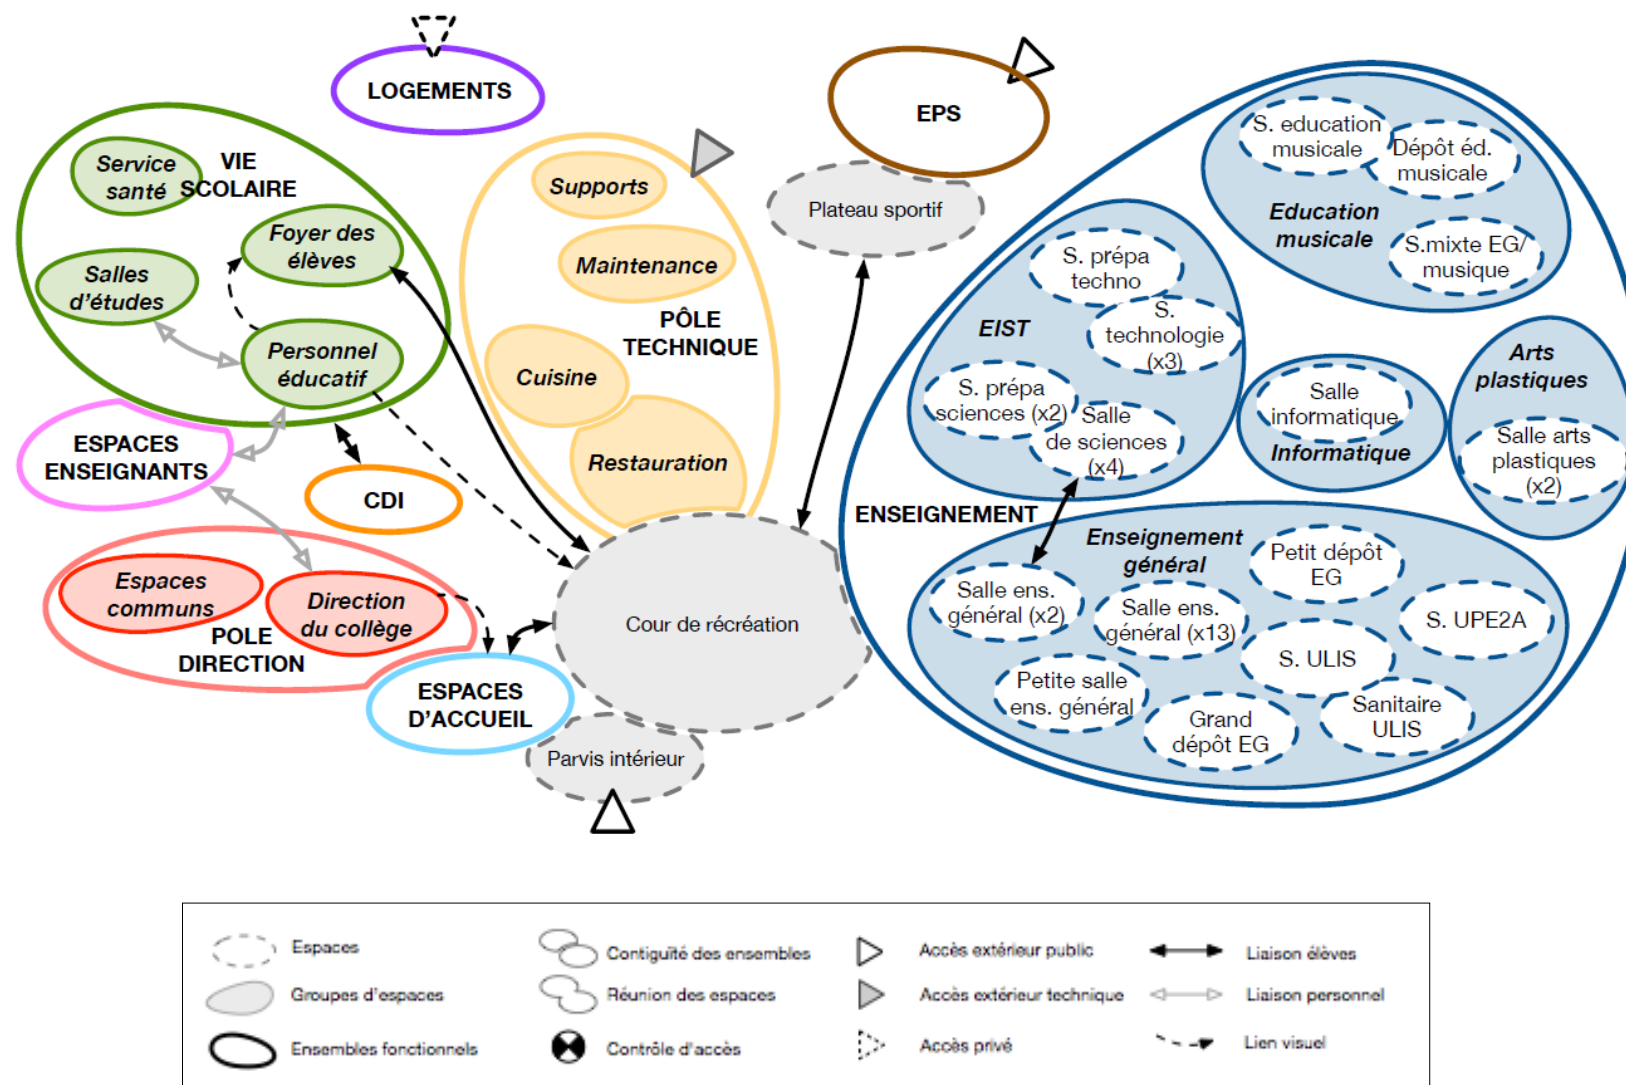 LOGEMENTS
EPS
VIE
SCOLAIRE
Service
santé
Foyer des
élèves
Salles
d'études
Personnel
éducatif
Supports
Maintenance
PÔLE
TECHNIQUE
Cuisine
Restauration
Plateau sportif
ESPACES
ENSEIGNANTS
CDI
Espaces
communs
Direction
du collège
POLE
DIRECTION
ESPACES
D'ACCUEIL
Cour de récréation
Parvis intérieur
ENSEIGNEMENT
S. education
musicale
Dépôt éd.
musicale
Education
musicale
S.mixte EG/
musique
S. prépa
techno
S.
technologie
(x3)
EIST
S. prépa
sciences (x2)
Salle
de sciences
(x4)
Salle
informatique
Informatique
Arts
plastiques
Salle arts
plastiques
(x2)
Enseignement
général
Petit dépôt
EG
Salle ens.
général (x2)
Salle ens.
général (x13)
S. UPE2A
S. ULIS
Petite salle
ens. général
Grand
dépôt EG
Sanitaire
ULIS
Espaces
Groupes d'espaces
Ensembles fonctionnels
Contiguïté des ensembles
Réunion des espaces
Contrôle d'accès
Accès extérieur public
Accès extérieur technique
Accès privé
Liaison élèves
Liaison personnel
Lien visuel